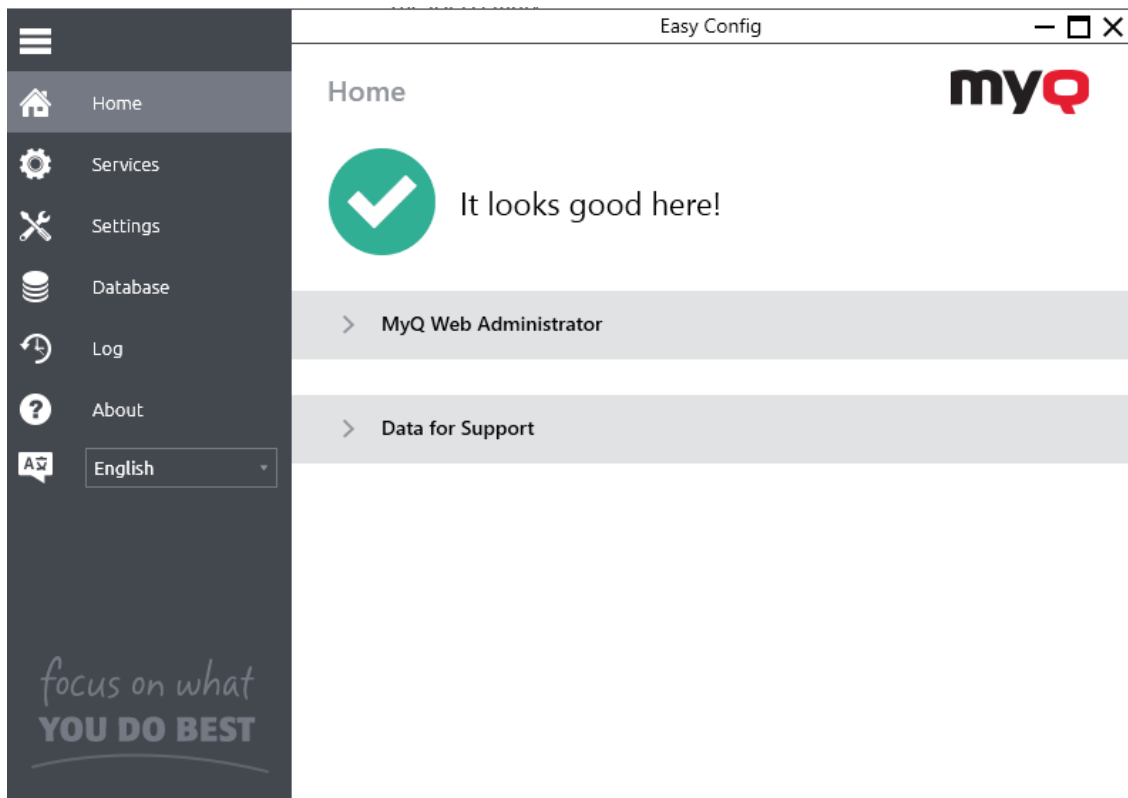 Easy Config
Home
myQ
Home
Services
Settings
Database
Log
About
English
It looks good here!
MyQ Web Administrator
Data for Support
focus on what
YOU DO BEST